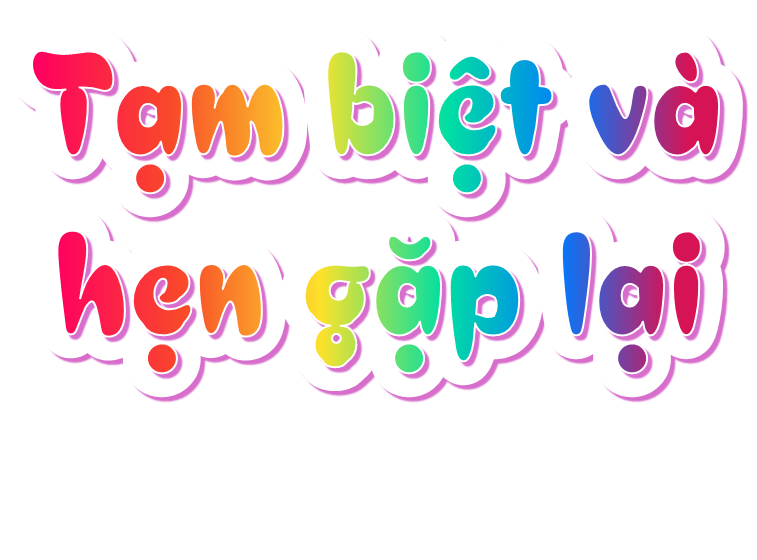 Tạm biệt và
hẹn gặp lại